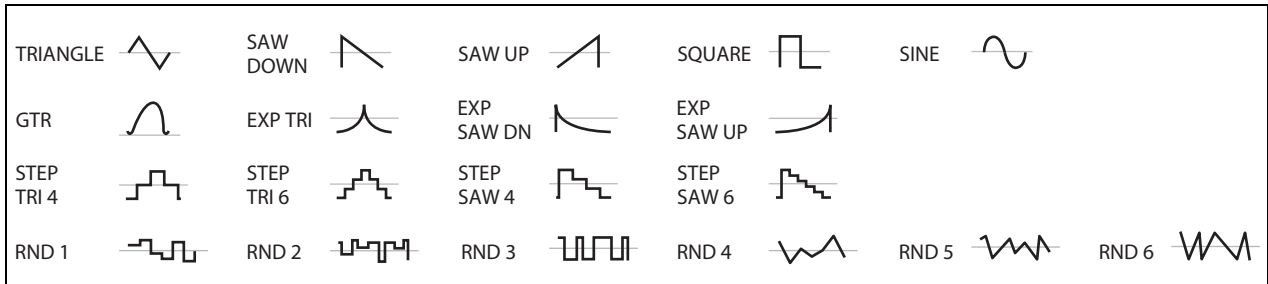 TRIANGLE
SAW
DOWN
SAW UP
SQUARE
SINE
GTR
EXP TRI
EXP
SAW DN
EXP
SAW UP
STEP
TRI 4
STEP
TRI 6
STEP
SAW 4
STEP
SAW 6
RND 1
RND 2
RND 3
RND 4
RND 5
RND 6